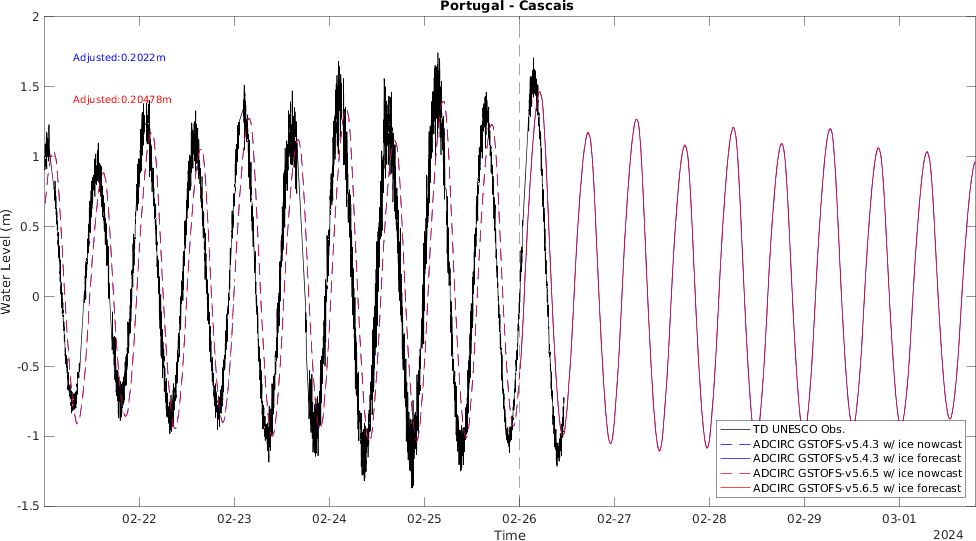 Portugal - Cascais
2
1.5
1
0.5
0
-0.5
-1
-1.5
Water Level (m)
Adjusted:0.2022m
Adjusted:0.20478m
TD UNESCO Obs.
ADCIRC GSTOFS-v5.4.3 w/ ice nowcast
ADCIRC GSTOFS-v5.4.3 w/ ice forecast
ADCIRC GSTOFS-v5.6.5 w/ ice nowcast
ADCIRC GSTOFS-v5.6.5 w/ ice forecast
02-22 02-23 02-24 02-25 02-26 02-27 02-28 02-29 03-01
Time
2024